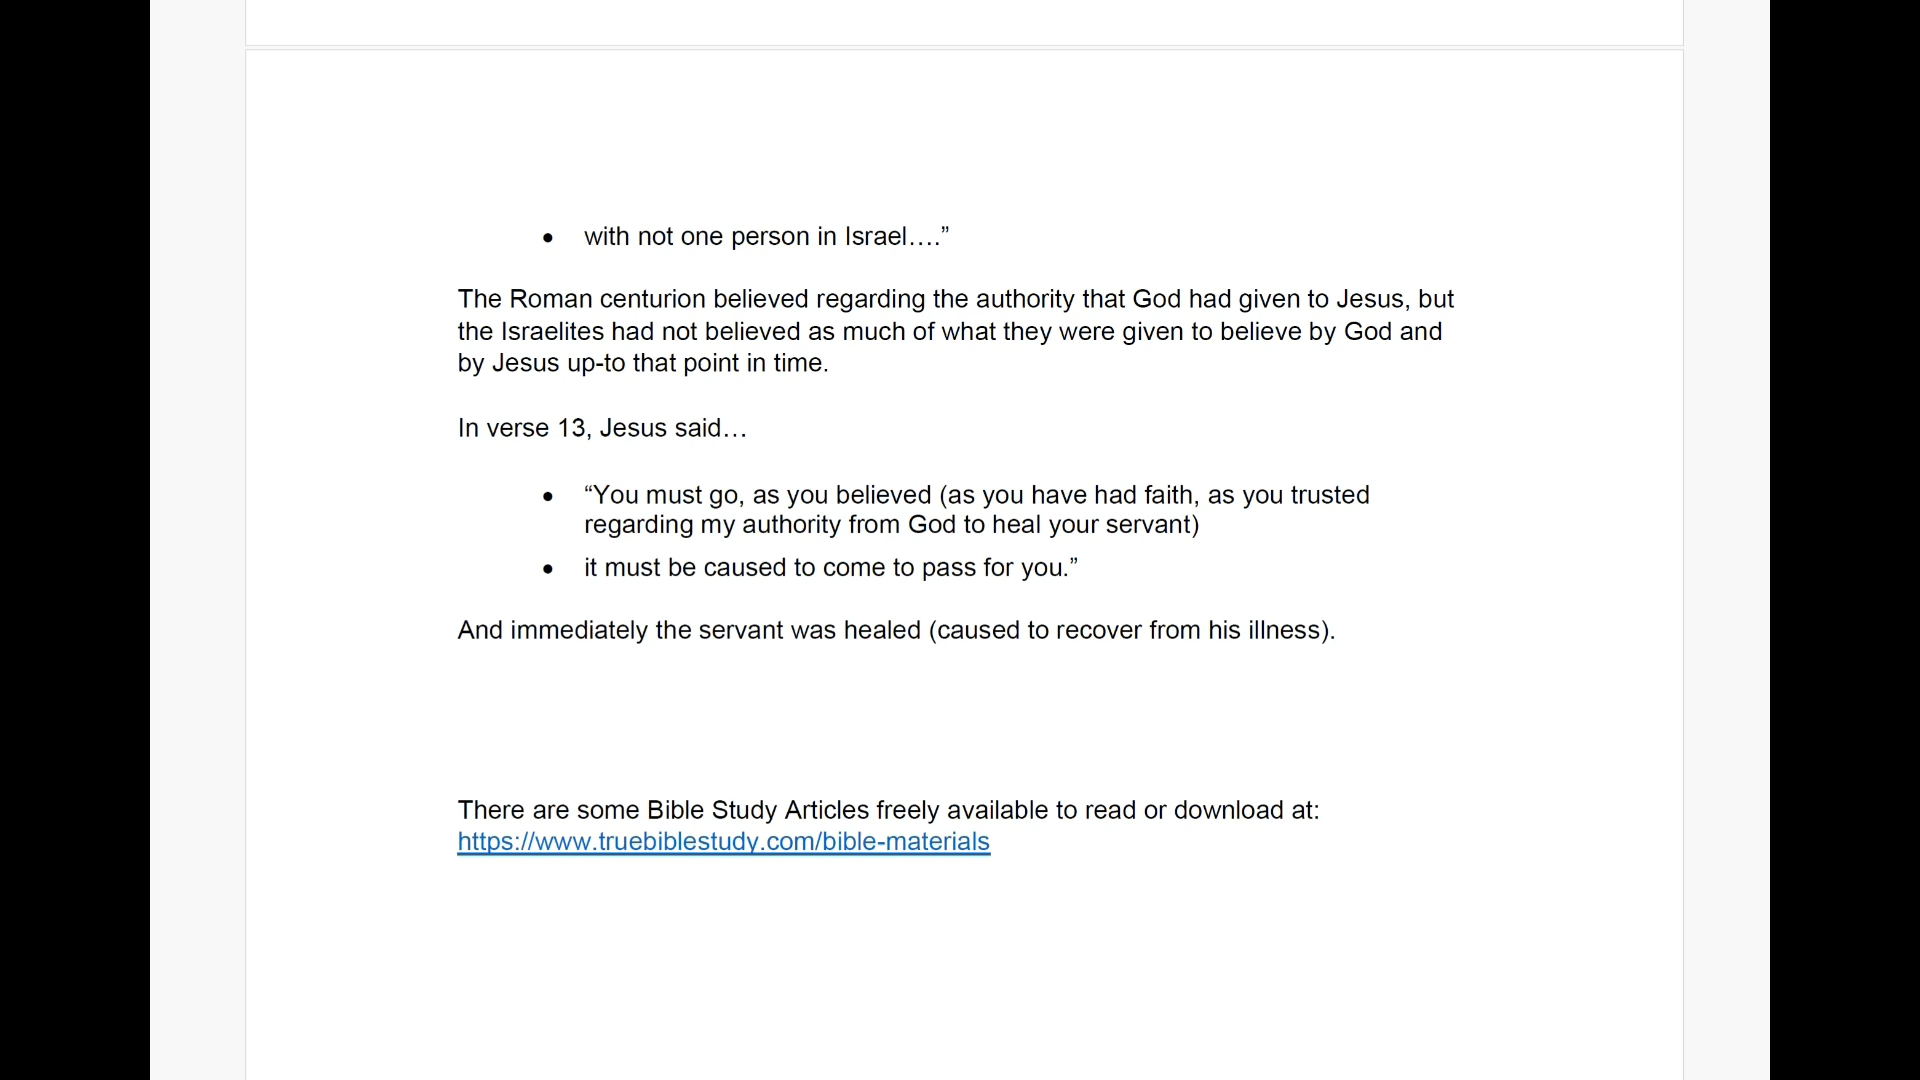 • with not one person in Israel….”
The Roman centurion believed regarding the authority that God had given to Jesus, but
the Israelites had not believed as much of what they were given to believe by God and
by Jesus up-to that point in time.
In verse 13, Jesus said…
• “You must go, as you believed (as you have had faith, as you trusted
regarding my authority from God to heal your servant)
• it must be caused to come to pass for you.”
And immediately the servant was healed (caused to recover from his illness).
There are some Bible Study Articles freely available to read or download at:
https://www.truebiblestudy.com/bible-materials